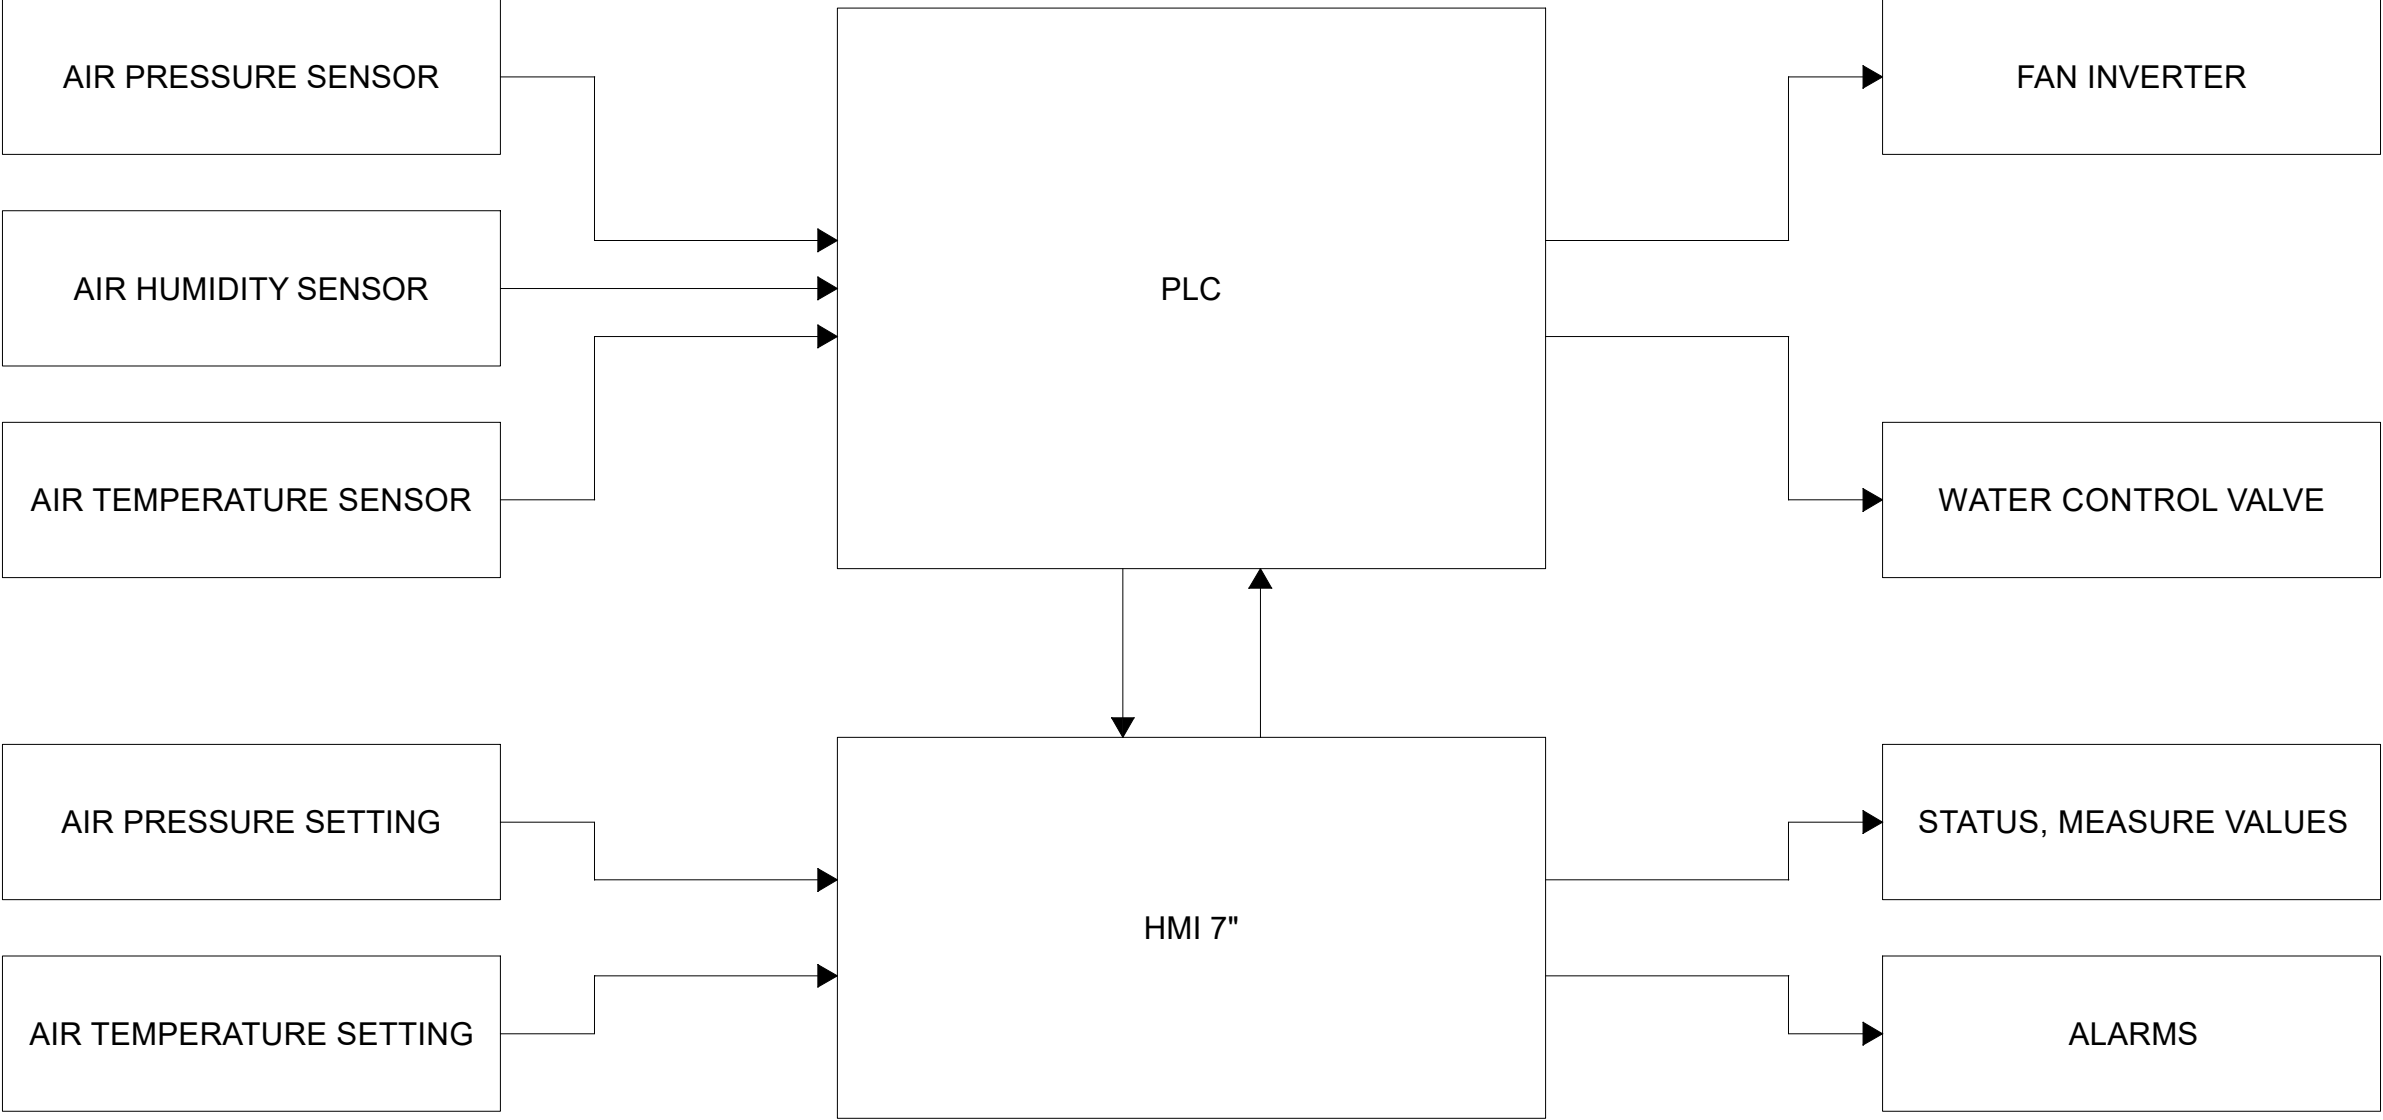 AIR PRESSURE SENSOR
FAN INVERTER
AIR HUMIDITY SENSOR
PLC
AIR TEMPERATURE SENSOR
WATER CONTROL VALVE
AIR PRESSURE SETTING
STATUS, MEASURE VALUES
HMI 7"
AIR TEMPERATURE SETTING
ALARMS